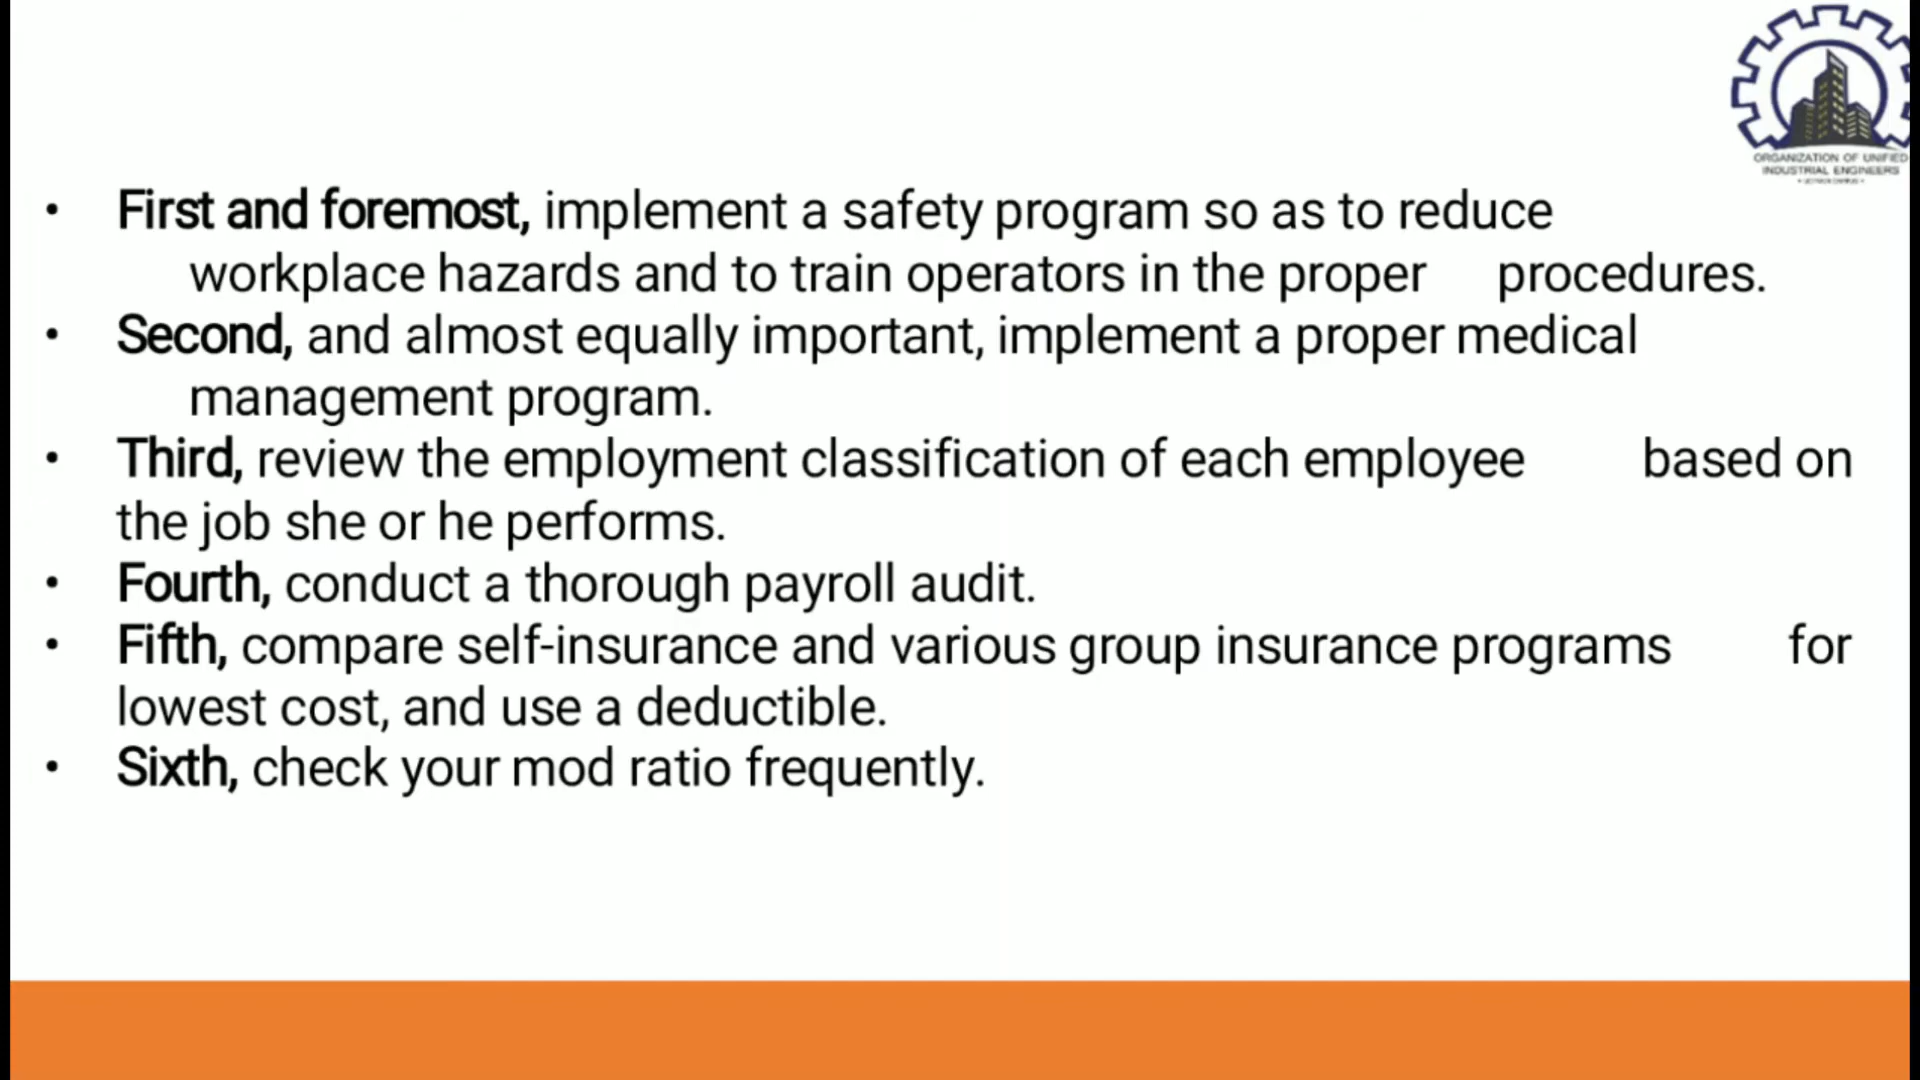 ORGANIZATION OF UNIFIED
INDUSTRIAL ENGINEERS
• First and foremost, implement a safety program so as to reduce
workplace hazards and to train operators in the proper procedures.
• Second, and almost equally important, implement a proper medical
management program.
• Third, review the employment classification of each employee based on
the job she or he performs.
• Fourth, conduct a thorough payroll audit.
• Fifth, compare self-insurance and various group insurance programs for
lowest cost, and use a deductible.
• Sixth, check your mod ratio frequently.